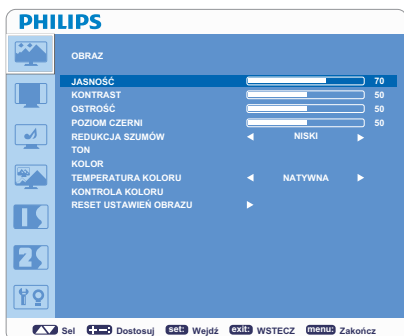 PHILIPS
OBRAZ
JASNOŚĆ 70
KONTRAST 50
OSTROŚĆ 50
POZIOM CZERNI 50
REDUKCJA SZUMÓW NISKI
TON
KOLOR
TEMPERATURA KOLORU NATYWNA
KONTROLA KOLORU
RESET USTAWIEŃ OBRAZU
Sel Dostosuj set: Wejdź exit: WSTECZ menu: Zakończ